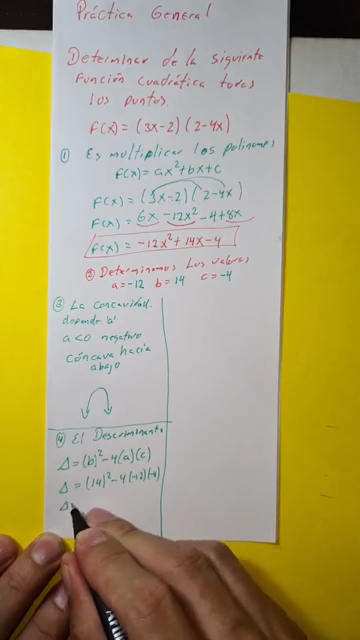 Práctica General
Determinar de la siguiente
función cuadrática todos
los puntos.
F(x) = (3x-2) (2-4x)
① Es multiplicar los polinomios
F(x) = ax²+bx+c
F(x) = (3x-2) (2-4x)
F(x) = 6x -12x² -4+8x
F(x) = -12x²+14x-4
② Determinamos Los valores
a=-12 b=14 c=-4
③ La concavidad.
depende 'a'
a<0 negativo
cóncava hacia
abajo
④ El Descriminante
Δ = (b)²-4(a)(c)
Δ = (14)²-4(-12)(-4)
Δ